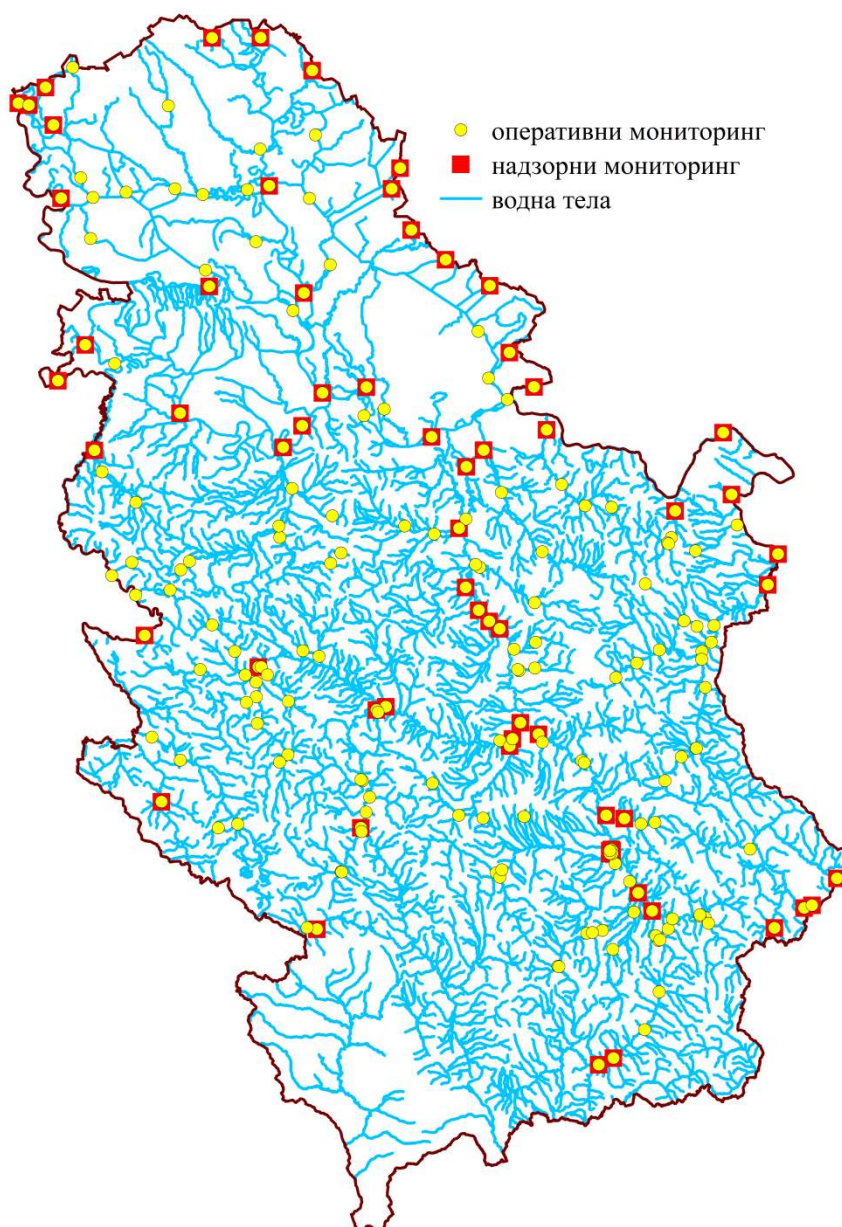 оперативни мониторинг
надзорни мониторинг
водна тела